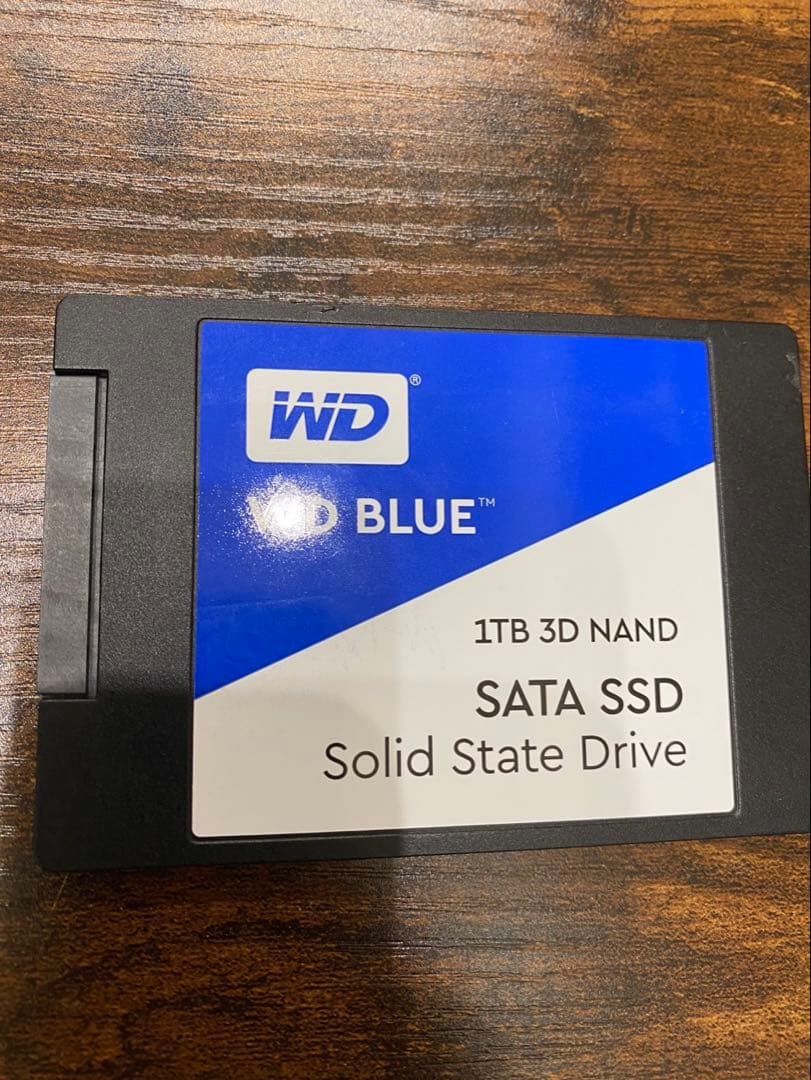 WD®
WD BLUE™
1TB 3D NAND
SATA SSD
Solid State Drive